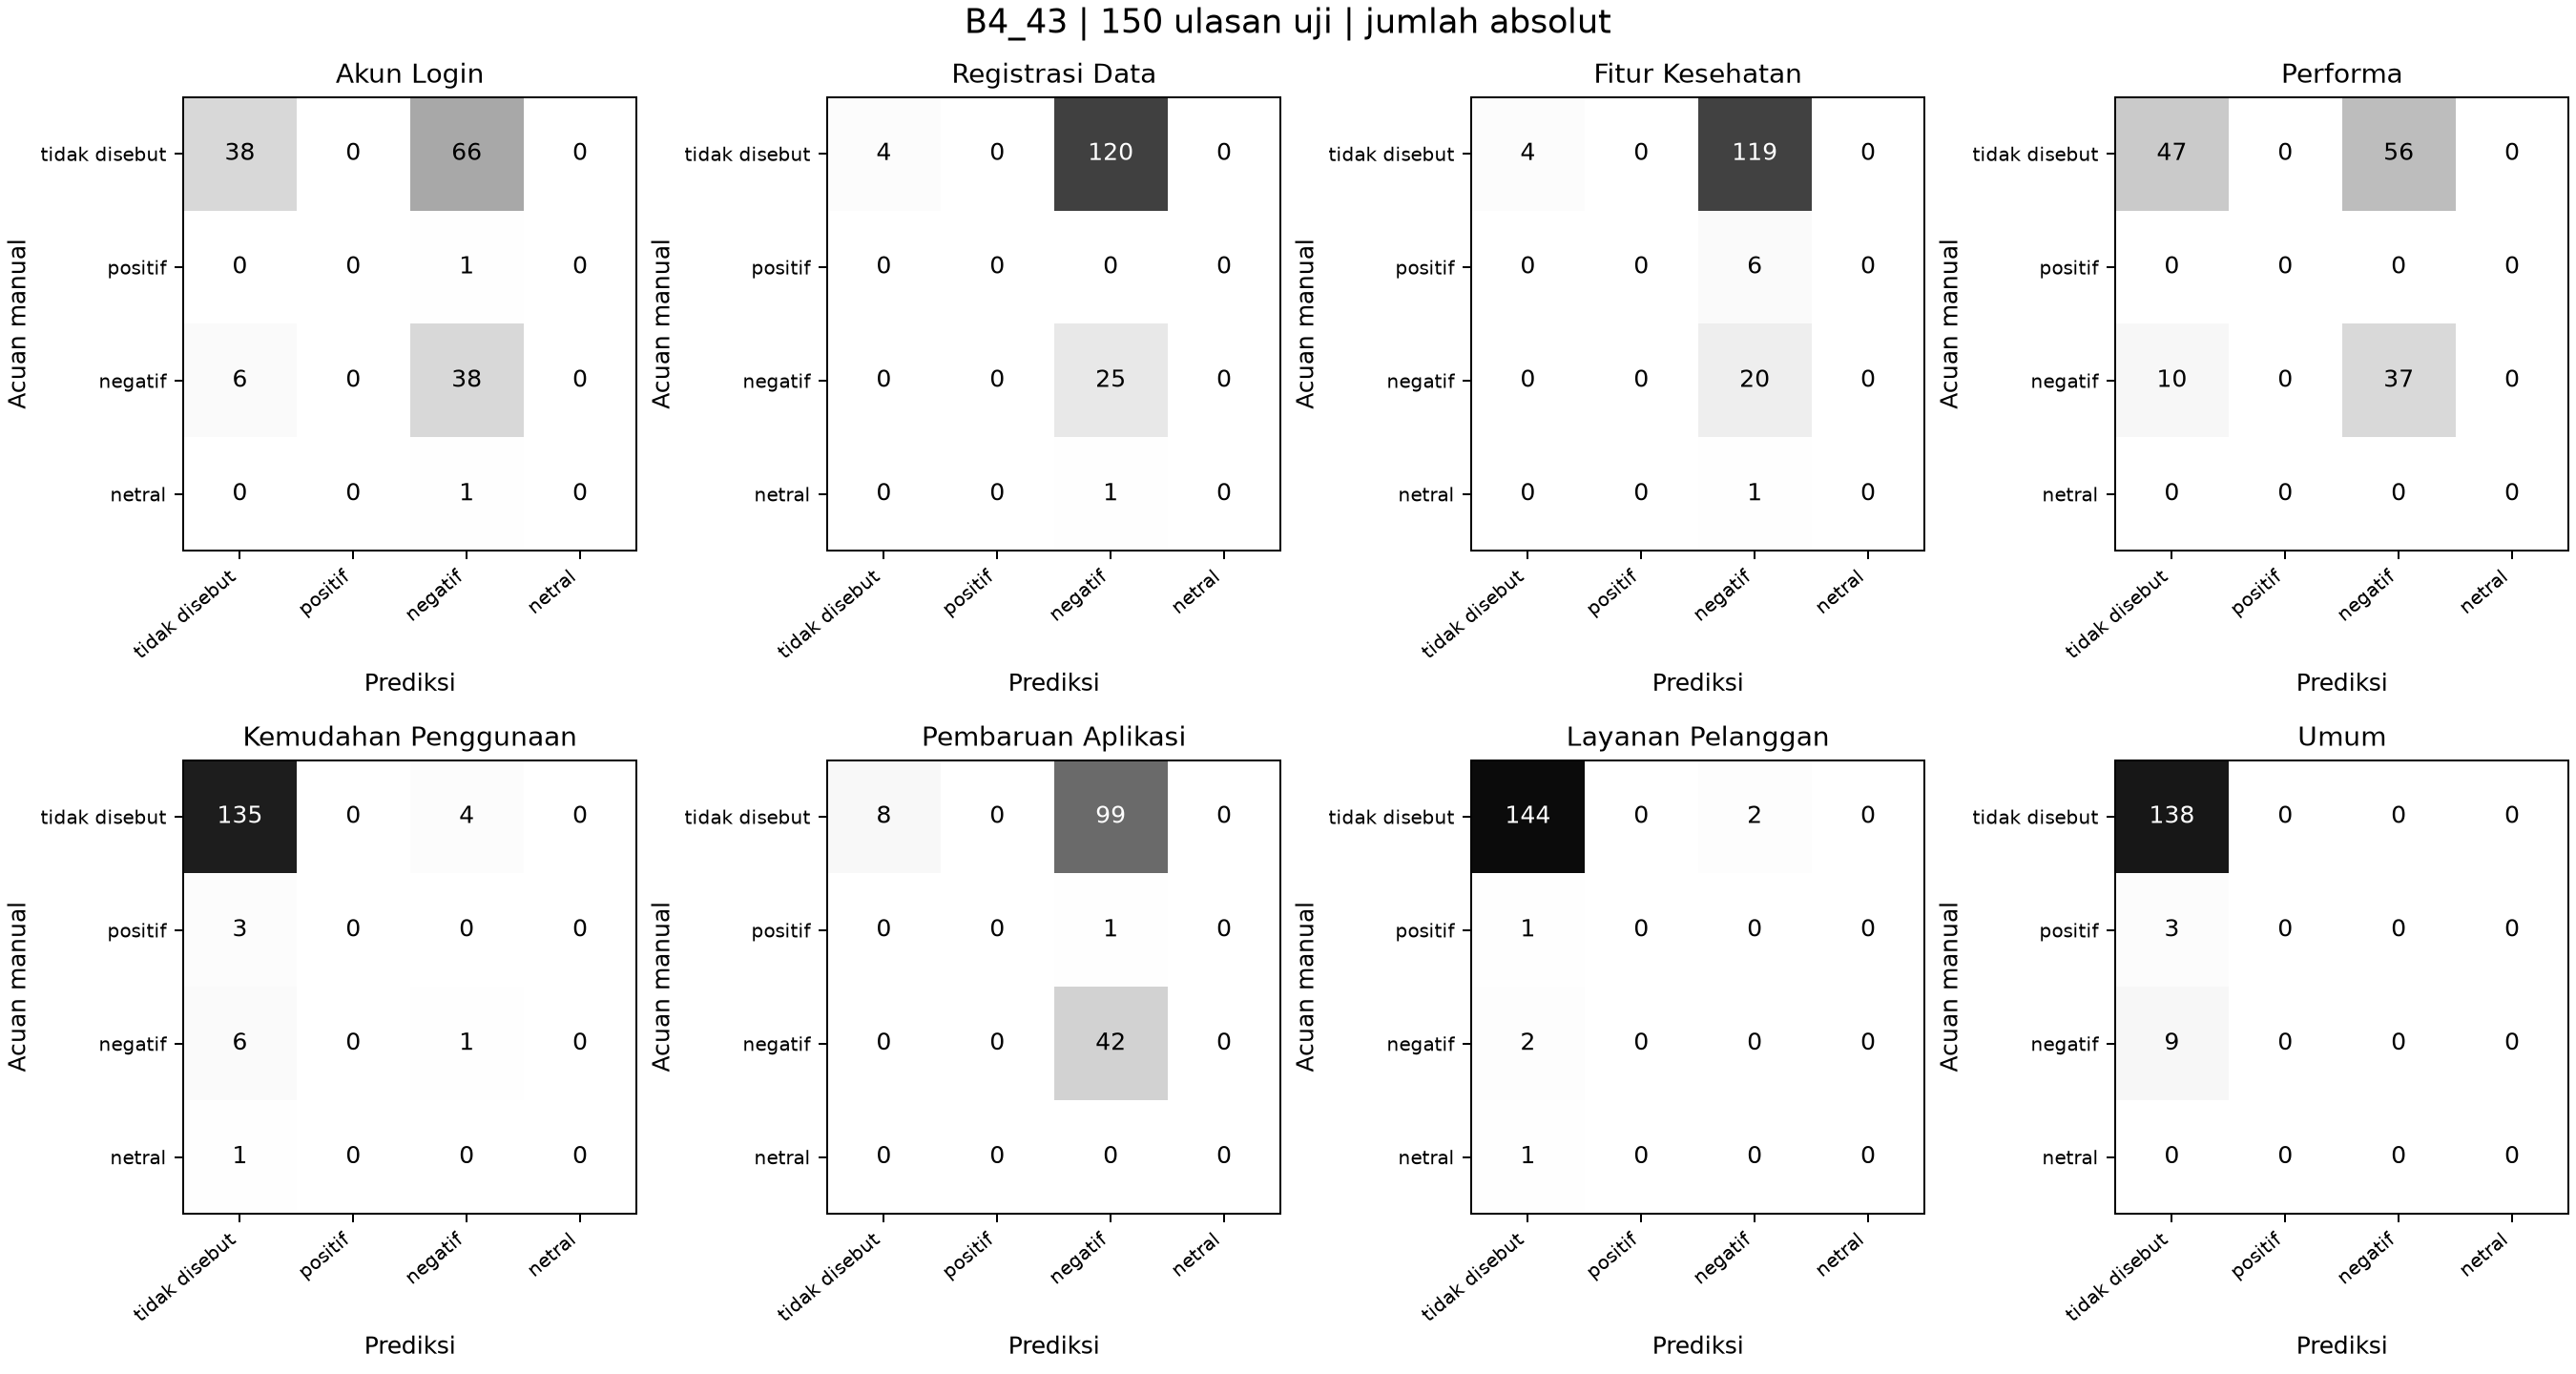 B4_43 | 150 ulasan uji | jumlah absolut
Akun Login
Acuan manual
tidak disebut 38 0 66 0
positif 0 0 1 0
negatif 6 0 38 0
netral 0 0 1 0
tidak disebut positif negatif netral
Prediksi
Registrasi Data
Acuan manual
tidak disebut 4 0 120 0
positif 0 0 0 0
negatif 0 0 25 0
netral 0 0 1 0
tidak disebut positif negatif netral
Prediksi
Fitur Kesehatan
Acuan manual
tidak disebut 4 0 119 0
positif 0 0 6 0
negatif 0 0 20 0
netral 0 0 1 0
tidak disebut positif negatif netral
Prediksi
Performa
Acuan manual
tidak disebut 47 0 56 0
positif 0 0 0 0
negatif 10 0 37 0
netral 0 0 0 0
tidak disebut positif negatif netral
Prediksi
Kemudahan Penggunaan
Acuan manual
tidak disebut 135 0 4 0
positif 3 0 0 0
negatif 6 0 1 0
netral 1 0 0 0
tidak disebut positif negatif netral
Prediksi
Pembaruan Aplikasi
Acuan manual
tidak disebut 8 0 99 0
positif 0 0 1 0
negatif 0 0 42 0
netral 0 0 0 0
tidak disebut positif negatif netral
Prediksi
Layanan Pelanggan
Acuan manual
tidak disebut 144 0 2 0
positif 1 0 0 0
negatif 2 0 0 0
netral 1 0 0 0
tidak disebut positif negatif netral
Prediksi
Umum
Acuan manual
tidak disebut 138 0 0 0
positif 3 0 0 0
negatif 9 0 0 0
netral 0 0 0 0
tidak disebut positif negatif netral
Prediksi